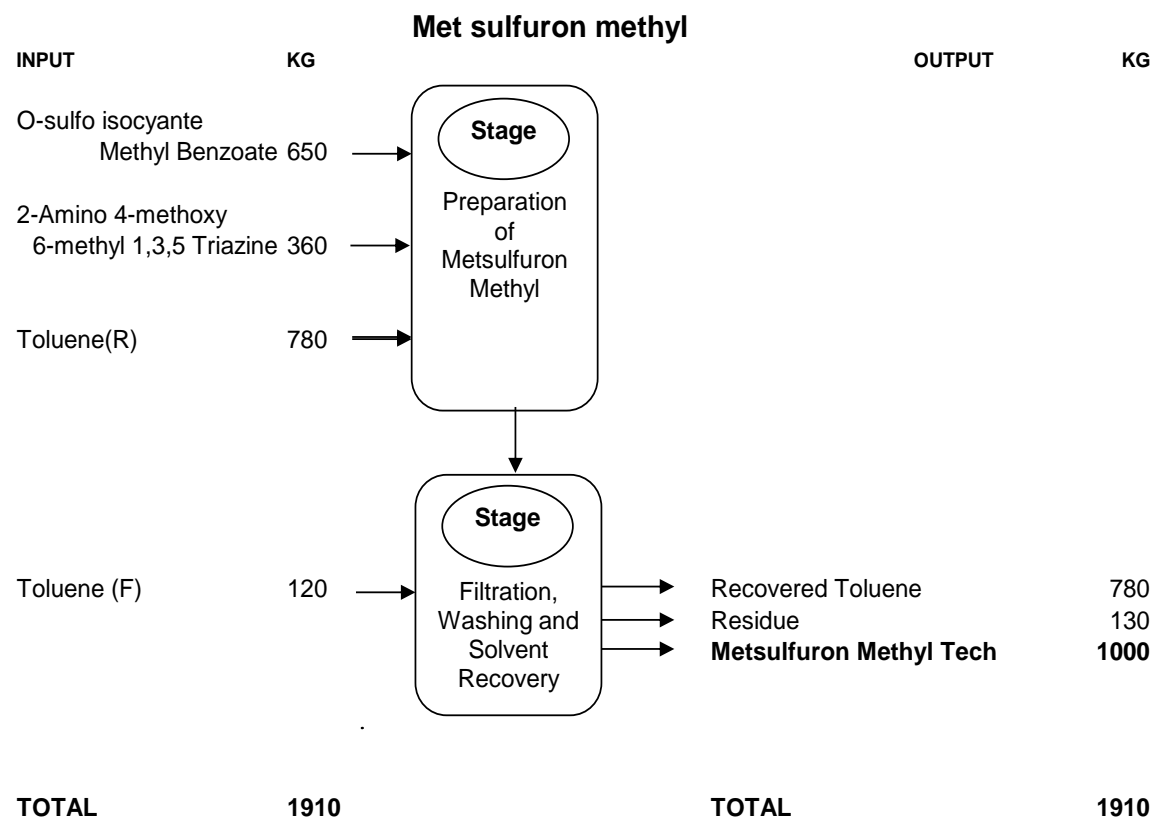 Met sulfuron methyl
INPUT KG OUTPUT KG
O-sulfo isocyante
Methyl Benzoate 650
2-Amino 4-methoxy
6-methyl 1,3,5 Triazine 360
Toluene(R) 780
Stage
Preparation
of
Metsulfuron
Methyl
Toluene (F) 120
Stage
Filtration,
Washing and
Solvent
Recovery
Recovered Toluene 780
Residue 130
Metsulfuron Methyl Tech 1000
.
TOTAL 1910 TOTAL 1910